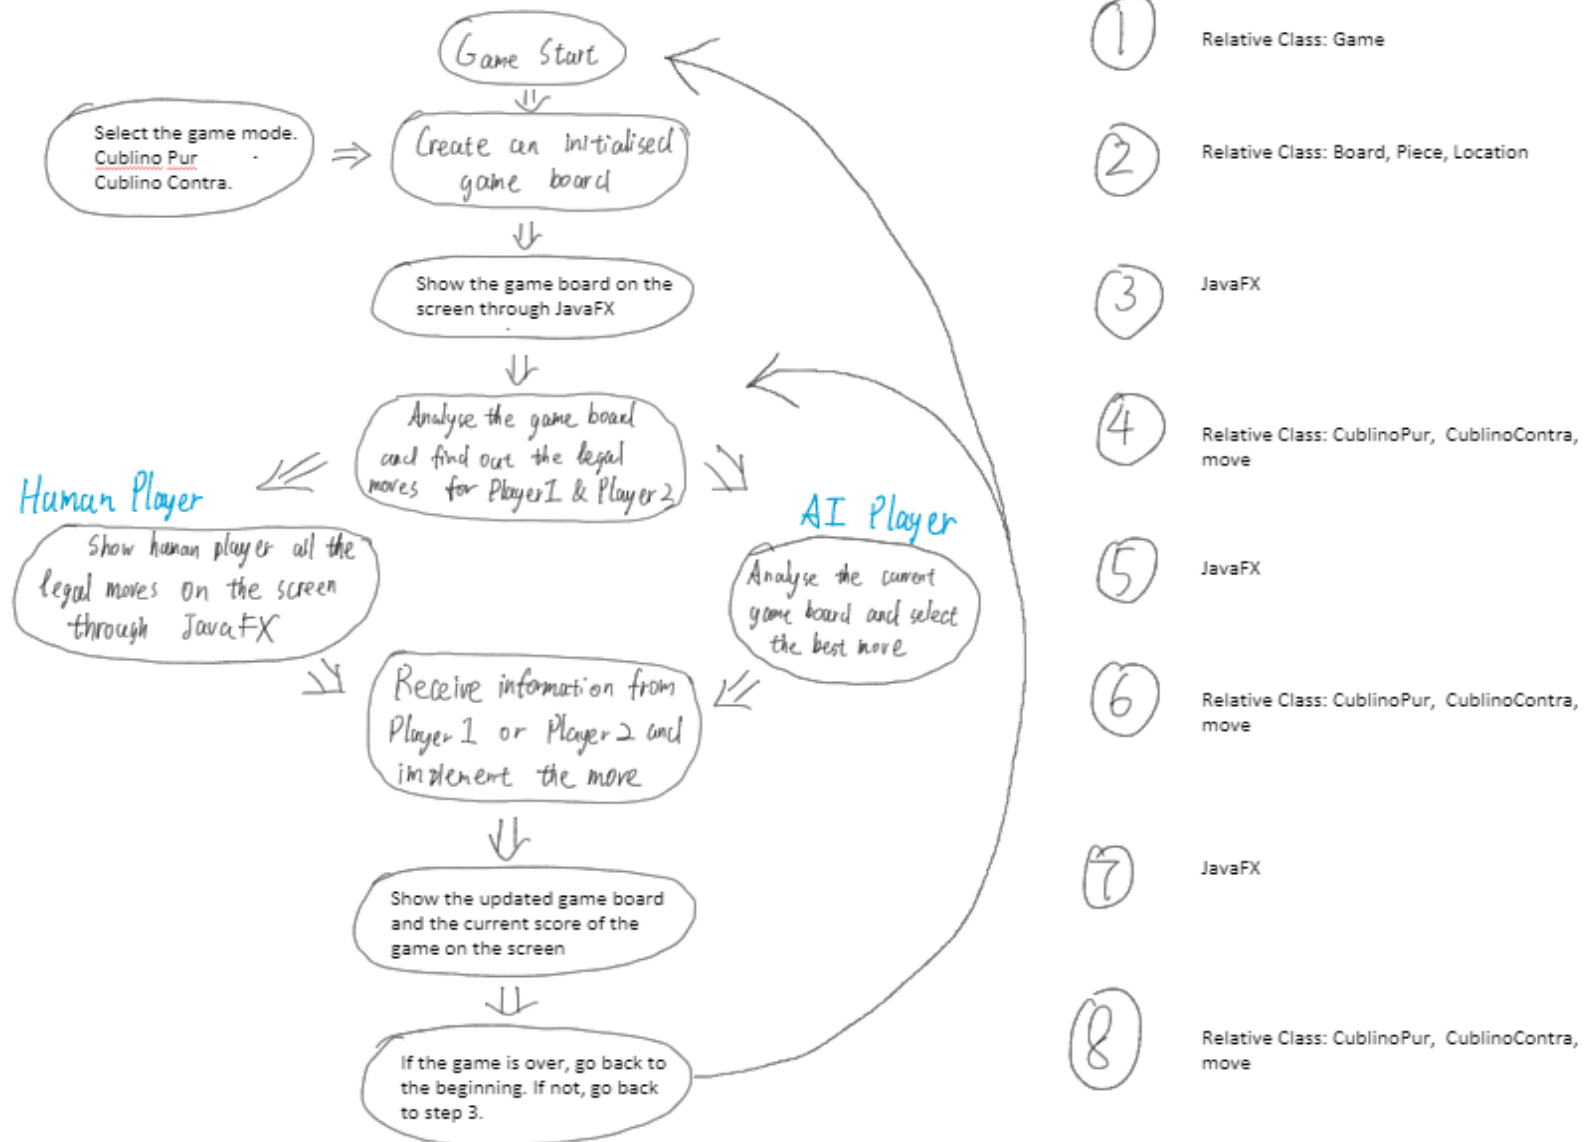 Game Start
Select the game mode.
Cublino Pur
Cublino Contra.
Create an initialised
game board
Show the game board on the
screen through JavaFX
Analyse the game board
and find out the legal
moves for Player1 & Player2
Human Player
Show human player all the
legal moves on the screen
through JavaFX
AI Player
Analyse the current
game board and select
the best move
Receive information from
Player1 or Player2 and
implement the move
Show the updated game board
and the current score of the
game on the screen
If the game is over, go back to
the beginning. If not, go back
to step 3.
1
Relative Class: Game
2
Relative Class: Board, Piece, Location
3
JavaFX
4
Relative Class: CublinoPur, CublinoContra,
move
5
JavaFX
6
Relative Class: CublinoPur, CublinoContra,
move
7
JavaFX
8
Relative Class: CublinoPur, CublinoContra,
move